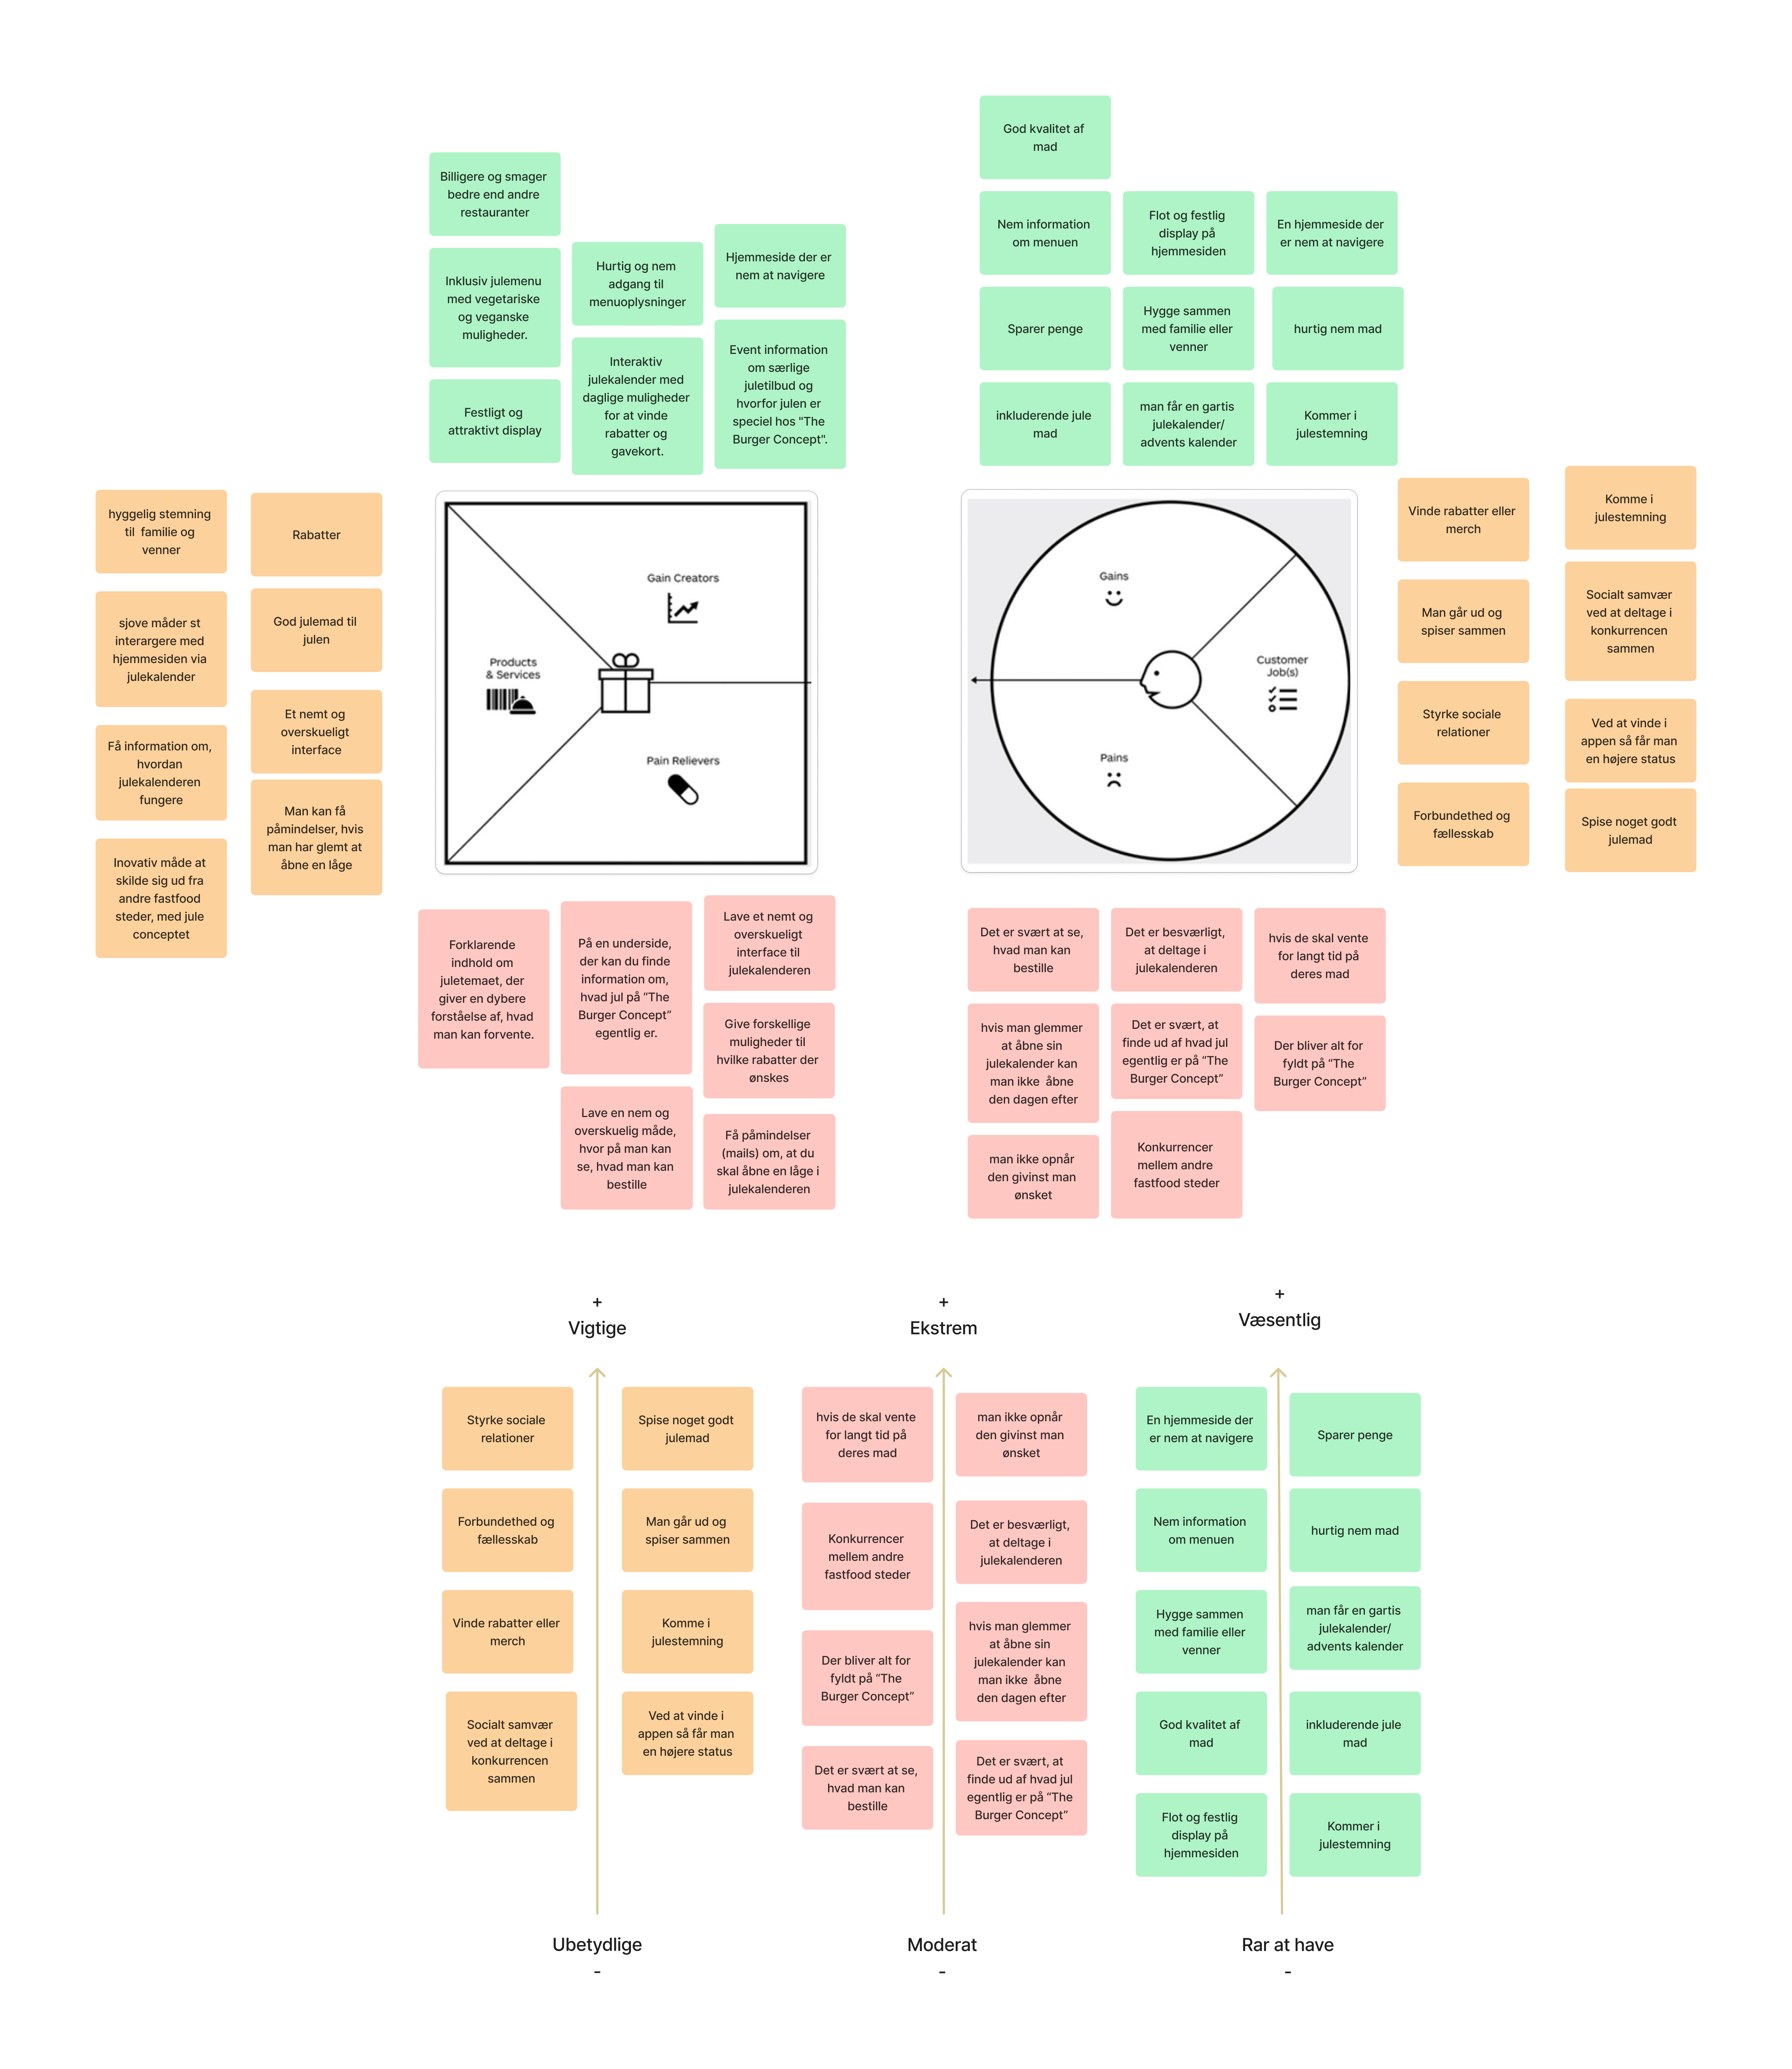 God kvalitet af
mad
Billigere og smager
bedre end andre
restauranter
Inklusiv julemenu
med vegetariske
og veganske
muligheder.
Festligt og
attraktivt display
Hurtig og nem
adgang til
menuoplysninger
Interaktiv
julekalender med
daglige muligheder
for at vinde
rabatter og
gavekort.
Hjemmeside der er
nem at navigere
Event information
om særlige
juletilbud og
hvorfor julen er
speciel hos "The
Burger Concept".
Nem information
om menuen
Flot og festlig
display på
hjemmesiden
En hjemmeside der
er nem at navigere
Sparer penge
Hygge sammen
med familie eller
venner
hurtig nem mad
inkluderende jule
mad
man får en gartis
julekalender/
advents kalender
Kommer i
julestemning
hyggelig stemning
til familie og
venner
Rabatter
sjove måder st
interargere med
hjemmesiden via
julekalender
God julemad til
julen
Få information om,
hvordan
julekalenderen
fungere
Et nemt og
overskueligt
interface
Inovativ måde at
skilde sig ud fra
andre fastfood
steder, med jule
conceptet
Man kan få
påmindelser, hvis
man har glemt at
åbne en låge
Gain Creators
Products
& Services
Pain Relievers
Gains
Customer
Job(s)
Pains
Vinde rabatter eller
merch
Komme i
julestemning
Man går ud og
spiser sammen
Socialt samvær
ved at deltage i
konkurrencen
sammen
Styrke sociale
relationer
Ved at vinde i
appen så får man
en højere status
Forbundethed og
fællesskab
Spise noget godt
julemad
Forklarende
indhold om
juletemaet, der
giver en dybere
forståelse af, hvad
man kan forvente.
På en underside,
der kan du finde
information om,
hvad jul på “The
Burger Concept”
egentlig er.
Lave et nemt og
overskueligt
interface til
julekalenderen
Give forskellige
muligheder til
hvilke rabatter der
ønskes
Lave en nem og
overskuelig måde,
hvor på man kan
se, hvad man kan
bestille
Få påmindelser
(mails) om, at du
skal åbne en låge i
julekalenderen
Det er svært at se,
hvad man kan
bestille
Det er besværligt,
at deltage i
julekalenderen
hvis de skal vente
for langt tid på
deres mad
hvis man glemmer
at åbne sin
julekalender kan
man ikke åbne
den dagen efter
Det er svært, at
finde ud af hvad jul
egentlig er på “The
Burger Concept”
Der bliver alt for
fyldt på “The
Burger Concept”
man ikke opnår
den givinst man
ønsket
Konkurrencer
mellem andre
fastfood steder
+
Vigtige
+
Ekstrem
+
Væsentlig
Styrke sociale
relationer
Spise noget godt
julemad
Forbundethed og
fællesskab
Man går ud og
spiser sammen
Vinde rabatter eller
merch
Komme i
julestemning
Socialt samvær
ved at deltage i
konkurrencen
sammen
Ved at vinde i
appen så får man
en højere status
hvis de skal vente
for langt tid på
deres mad
man ikke opnår
den givinst man
ønsket
Konkurrencer
mellem andre
fastfood steder
Det er besværligt,
at deltage i
julekalenderen
Der bliver alt for
fyldt på “The
Burger Concept”
hvis man glemmer
at åbne sin
julekalender kan
man ikke åbne
den dagen efter
Det er svært at se,
hvad man kan
bestille
Det er svært, at
finde ud af hvad jul
egentlig er på “The
Burger Concept”
En hjemmeside der
er nem at navigere
Sparer penge
Nem information
om menuen
hurtig nem mad
Hygge sammen
med familie eller
venner
man får en gartis
julekalender/
advents kalender
God kvalitet af
mad
inkluderende jule
mad
Flot og festlig
display på
hjemmesiden
Kommer i
julestemning
Ubetydlige
-
Moderat
-
Rar at have
-